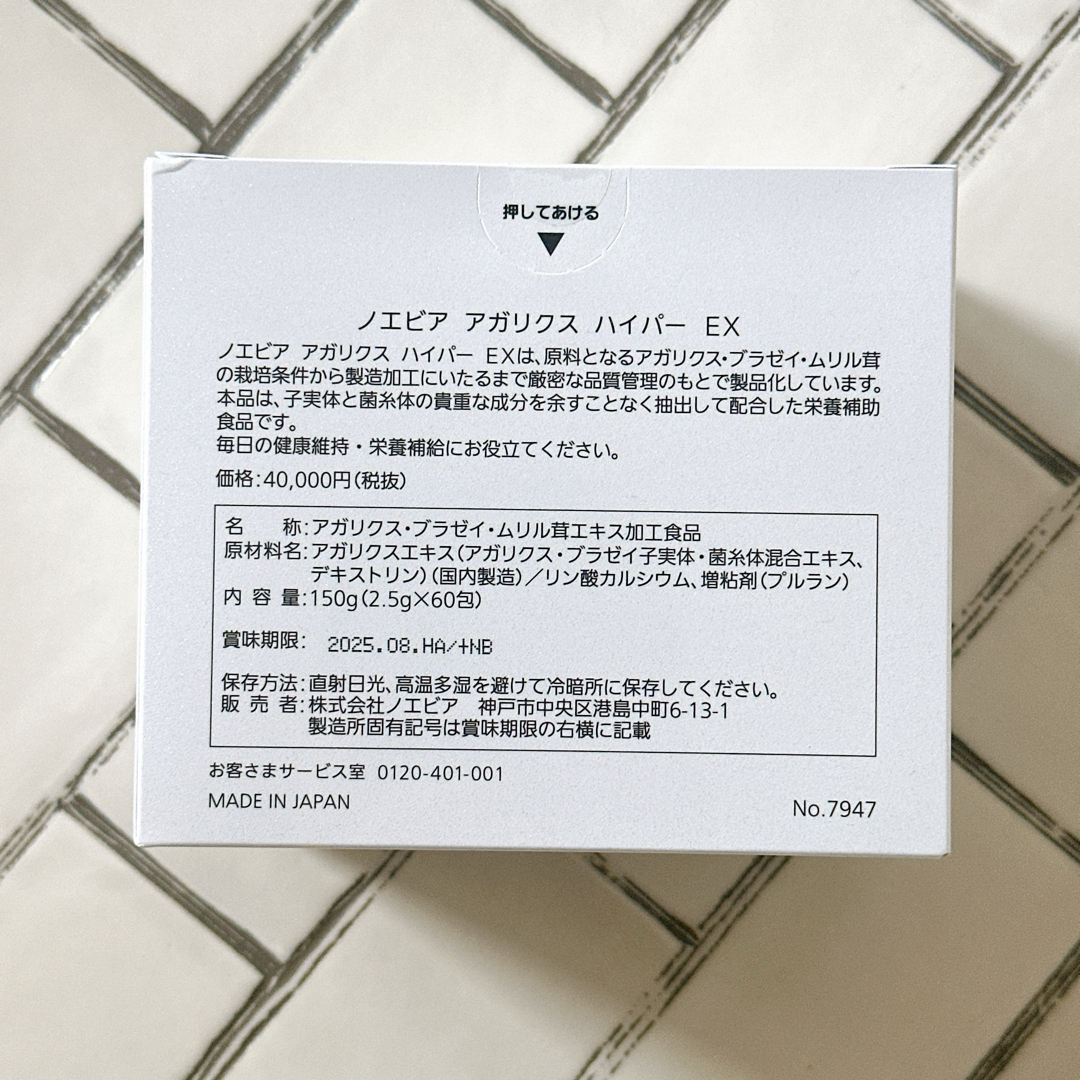 押してあける
ノエビア アガリクス ハイパー EX
ノエビア アガリクス ハイパー EXは、原料となるアガリクス・ブラゼイ・ムリル茸
の栽培条件から製造加工にいたるまで厳密な品質管理のもとで製品化しています。
本品は、子実体と菌糸体の貴重な成分を余すことなく抽出して配合した栄養補助
食品です。
毎日の健康維持・栄養補給にお役立てください。
価格:40,000円(税抜)
名 称:アガリクス・ブラゼイ・ムリル茸エキス加工食品
原材料名:アガリクスエキス(アガリクス・ブラゼイ子実体・菌糸体混合エキス、
デキストリン)(国内製造)/リン酸カルシウム、増粘剤(プルラン)
内 容 量:150g(2.5g×60包)
賞味期限: 2025.08.HA/+NB
保存方法:直射日光、高温多湿を避けて冷暗所に保存してください。
販 売 者:株式会社ノエビア 神戸市中央区港島中町6-13-1
製造所固有記号は賞味期限の右横に記載
お客さまサービス室 0120-401-001
MADE IN JAPAN
No.7947